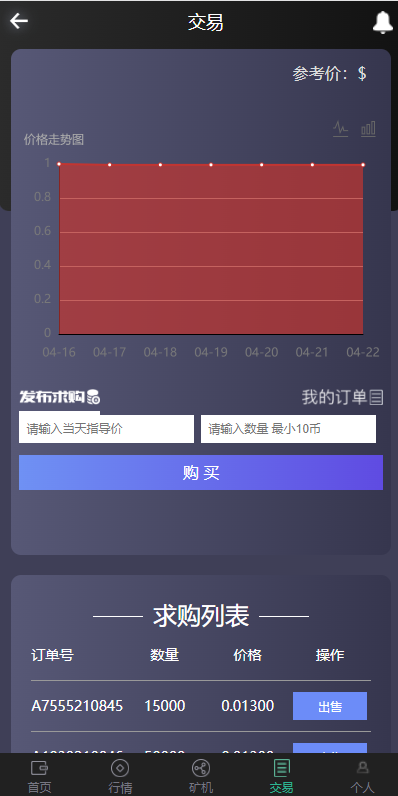 交易
参考价：$
价格走势图
1
0.8
0.6
0.4
0.2
0
04-16 04-17 04-18 04-19 04-20 04-21 04-22
发布求购 我的订单
请输入当天指导价 请输入数量 最小10币
购 买
求购列表
订单号 数量 价格 操作
A7555210845 15000 0.01300 出售
首页 行情 矿机 交易 个人